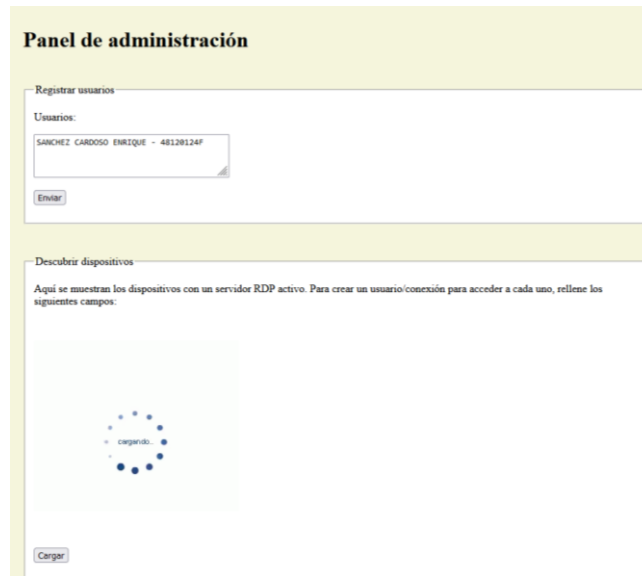 Panel de administración
Registrar usuarios
Usuarios:
SANCHEZ CARDOSO ENRIQUE - 48120124F
Enviar
Descubrir dispositivos
Aquí se muestran los dispositivos con un servidor RDP activo. Para crear un usuario/conexión para acceder a cada uno, rellene los
siguientes campos:
cargando..
Cargar